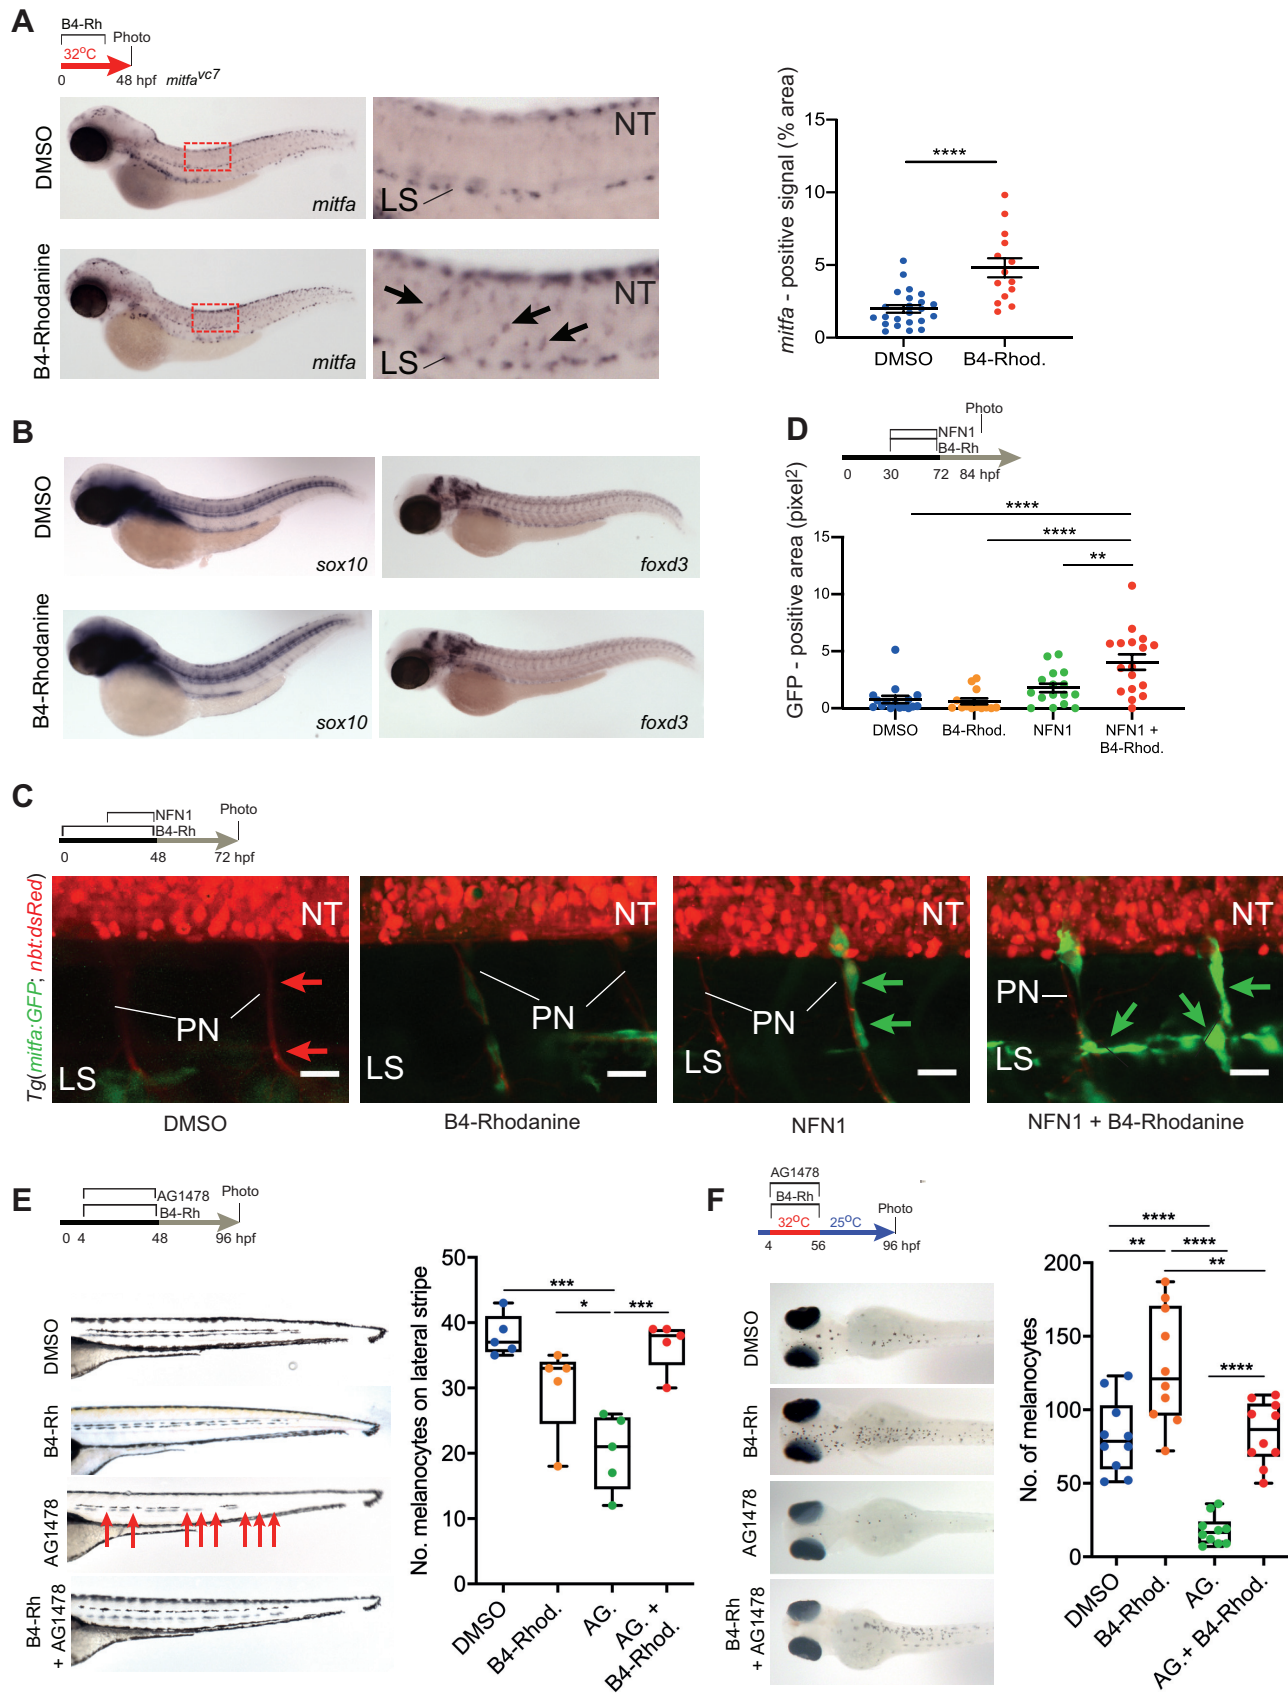 A
B4-Rh
Photo
32°C
0
48 hpf
mitfa^vc7
DMSO
mitfa
NT
LS
B4-Rhodanine
mitfa
NT
LS
mitfa - positive signal (% area)
15
10
5
0
****
DMSO
B4-Rhod.
B
DMSO
sox10
foxd3
B4-Rhodanine
sox10
foxd3
D
Photo
NFN1
B4-Rh
0
30
72
84 hpf
GFP - positive area (pixel²)
15
10
5
0
****
****
**
DMSO
B4-Rhod.
NFN1
NFN1 +
B4-Rhod.
C
NFN1
B4-Rh
Photo
0
48
72 hpf
Tg(mitfa:GFP; nbt:dsRed)
NT
PN
LS
DMSO
NT
PN
LS
B4-Rhodanine
NT
PN
LS
NFN1
NT
PN
LS
NFN1 + B4-Rhodanine
E
AG1478
B4-Rh
Photo
0 4
48
96 hpf
DMSO
B4-Rh
AG1478
B4-Rh
+ AG1478
No. melanocytes on lateral stripe
50
40
30
20
10
0
***
*
***
DMSO
B4-Rhod.
AG.
AG. +
B4-Rhod.
F
AG1478
B4-Rh
32°C
25°C
Photo
4
56
96 hpf
DMSO
B4-Rh
AG1478
B4-Rh
+ AG1478
No. of melanocytes
200
150
100
50
0
****
**
****
**
****
DMSO
B4-Rhod.
AG.
AG. + B4-Rhod.